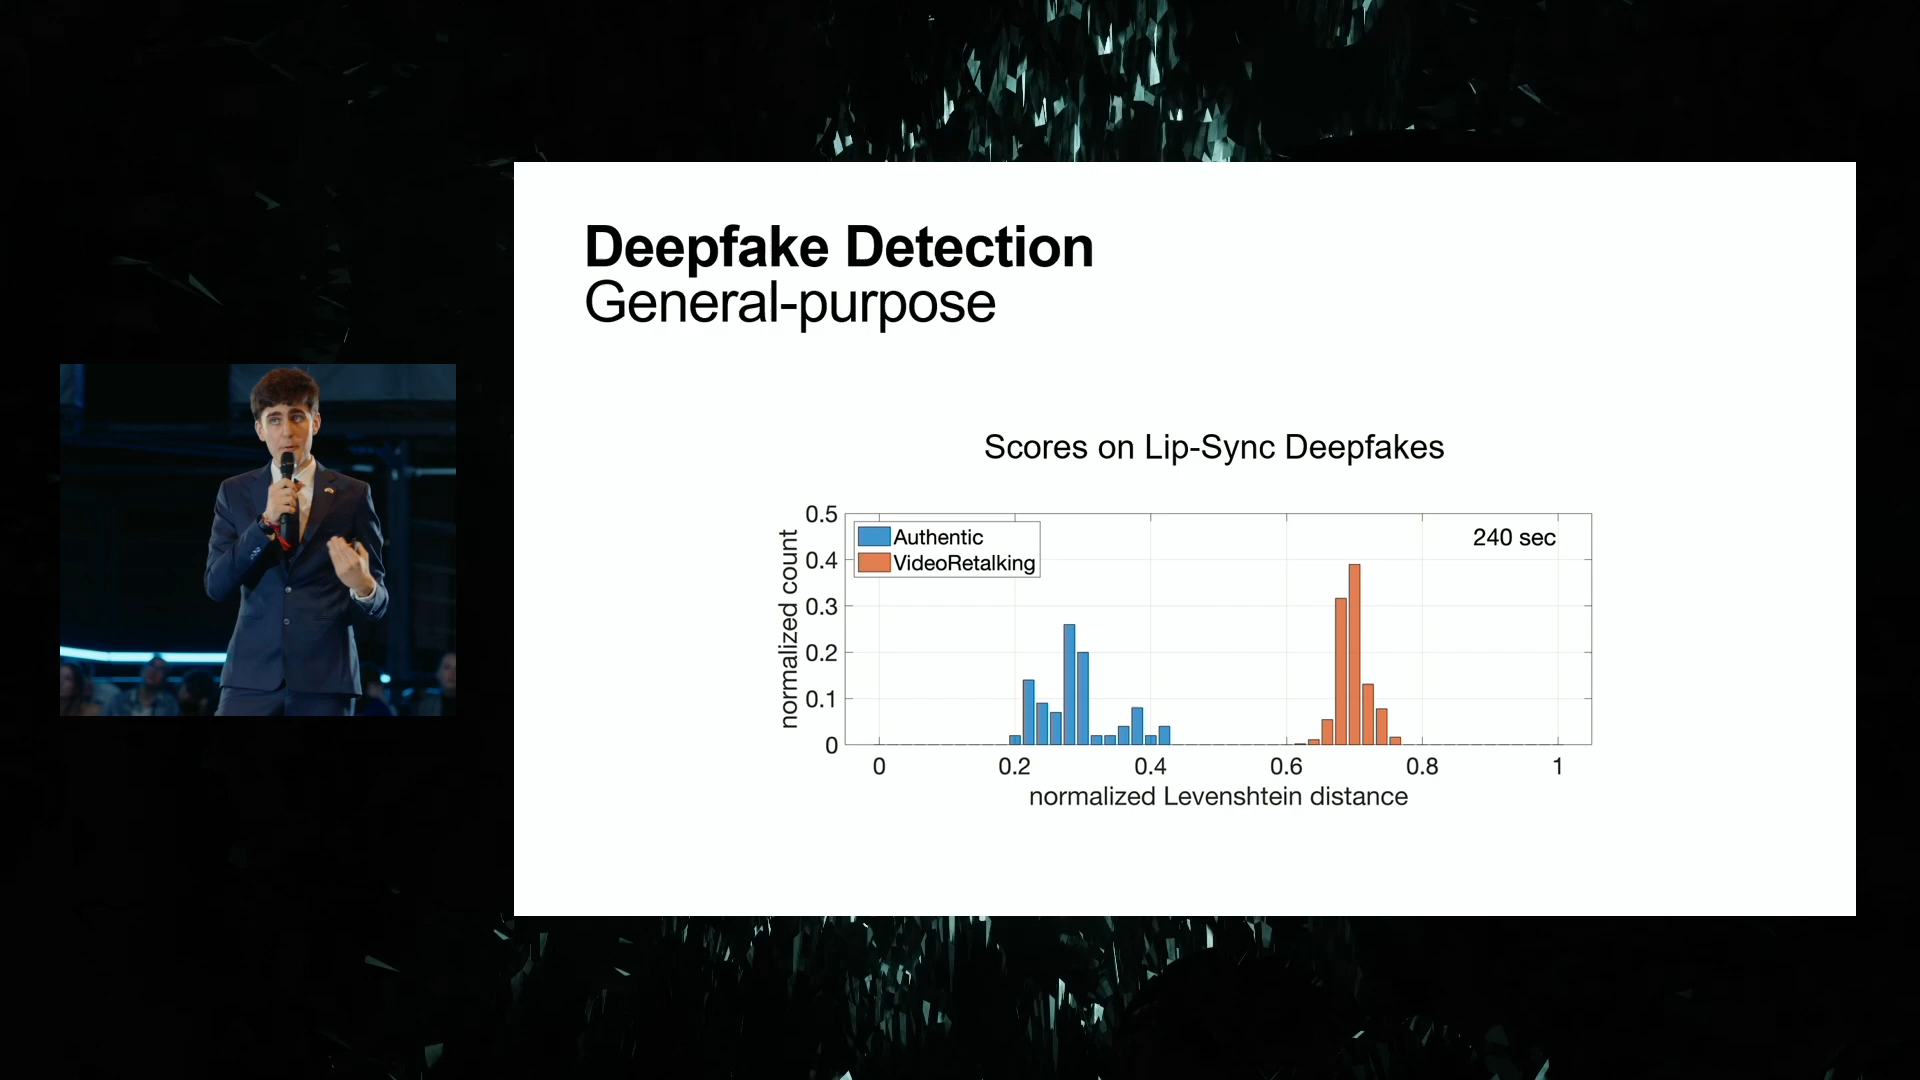 Deepfake Detection
General-purpose
Scores on Lip-Sync Deepfakes
normalized count
0.5
0.4
0.3
0.2
0.1
0
Authentic
VideoRetalking
240 sec
0 0.2 0.4 0.6 0.8 1
normalized Levenshtein distance